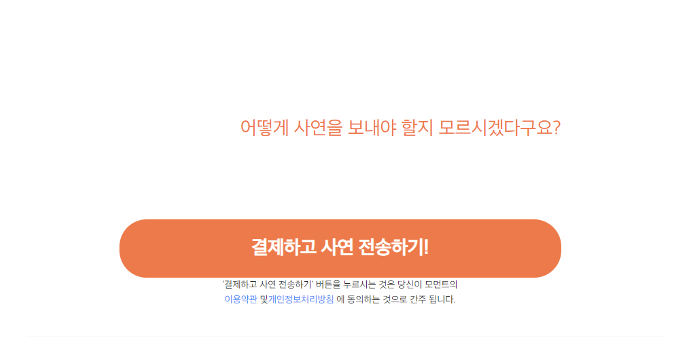 어떻게 사연을 보내야 할지 모르시겠다구요?
결제하고 사연 전송하기!
'결제하고 사연 전송하기' 버튼을 누르시는 것은 당신이 모먼트의
이용약관 및개인정보처리방침 에 동의하는 것으로 간주 됩니다.